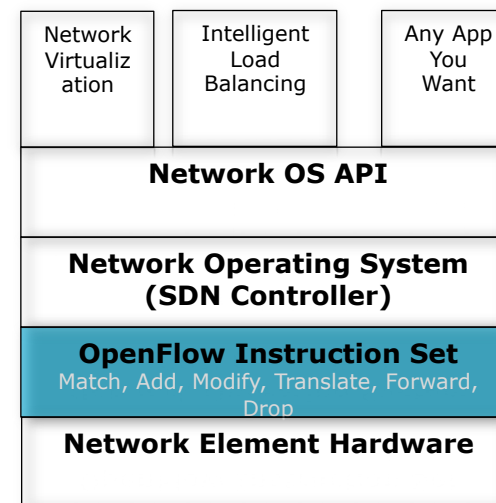 Network
Virtualiz
ation
Intelligent
Load
Balancing
Any App
You
Want
Network OS API
Network Operating System
(SDN Controller)
OpenFlow Instruction Set
Match, Add, Modify, Translate, Forward,
Drop
Network Element Hardware